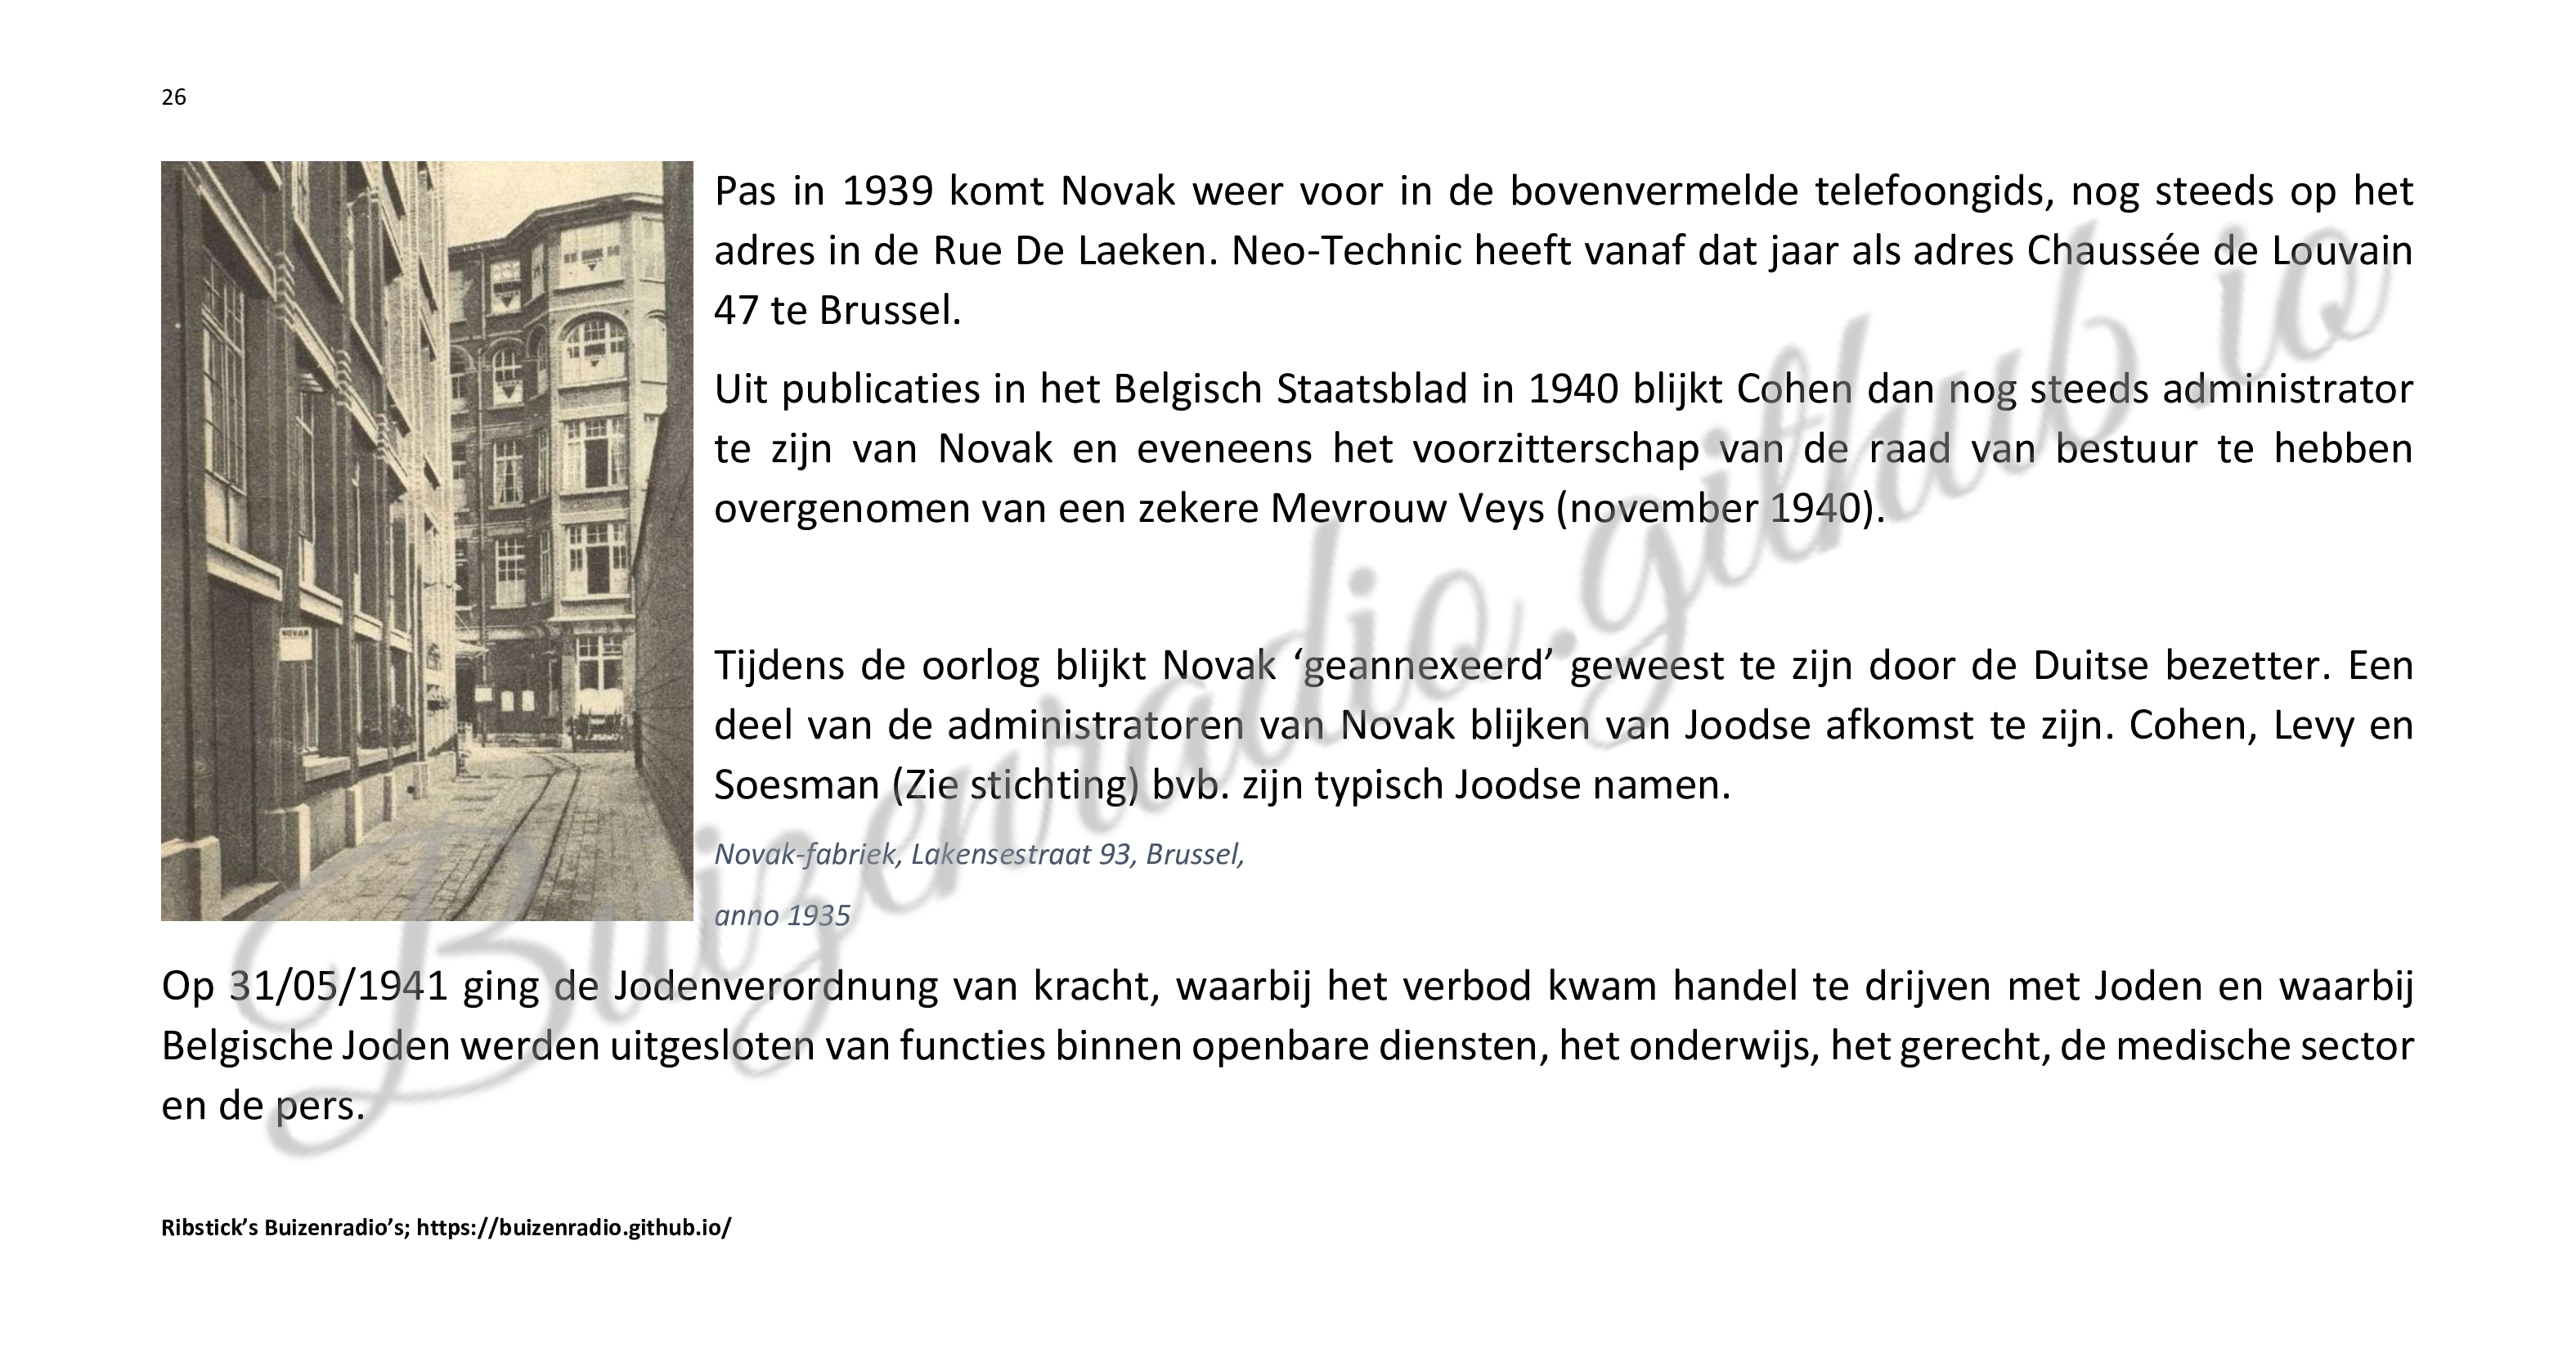 26
Pas in 1939 komt Novak weer voor in de bovenvermelde telefoongids, nog steeds op het
adres in de Rue De Laeken. Neo-Technic heeft vanaf dat jaar als adres Chaussée de Louvain
47 te Brussel.
Uit publicaties in het Belgisch Staatsblad in 1940 blijkt Cohen dan nog steeds administrator
te zijn van Novak en eveneens het voorzitterschap van de raad van bestuur te hebben
overgenomen van een zekere Mevrouw Veys (november 1940).
NOVAK
Tijdens de oorlog blijkt Novak ‘geannexeerd’ geweest te zijn door de Duitse bezetter. Een
deel van de administratoren van Novak blijken van Joodse afkomst te zijn. Cohen, Levy en
Soesman (Zie stichting) bvb. zijn typisch Joodse namen.
Novak-fabriek, Lakensestraat 93, Brussel,
anno 1935
Op 31/05/1941 ging de Jodenverordnung van kracht, waarbij het verbod kwam handel te drijven met Joden en waarbij
Belgische Joden werden uitgesloten van functies binnen openbare diensten, het onderwijs, het gerecht, de medische sector
en de pers.
Buizenradio.github.io
Ribstick’s Buizenradio’s; https://buizenradio.github.io/